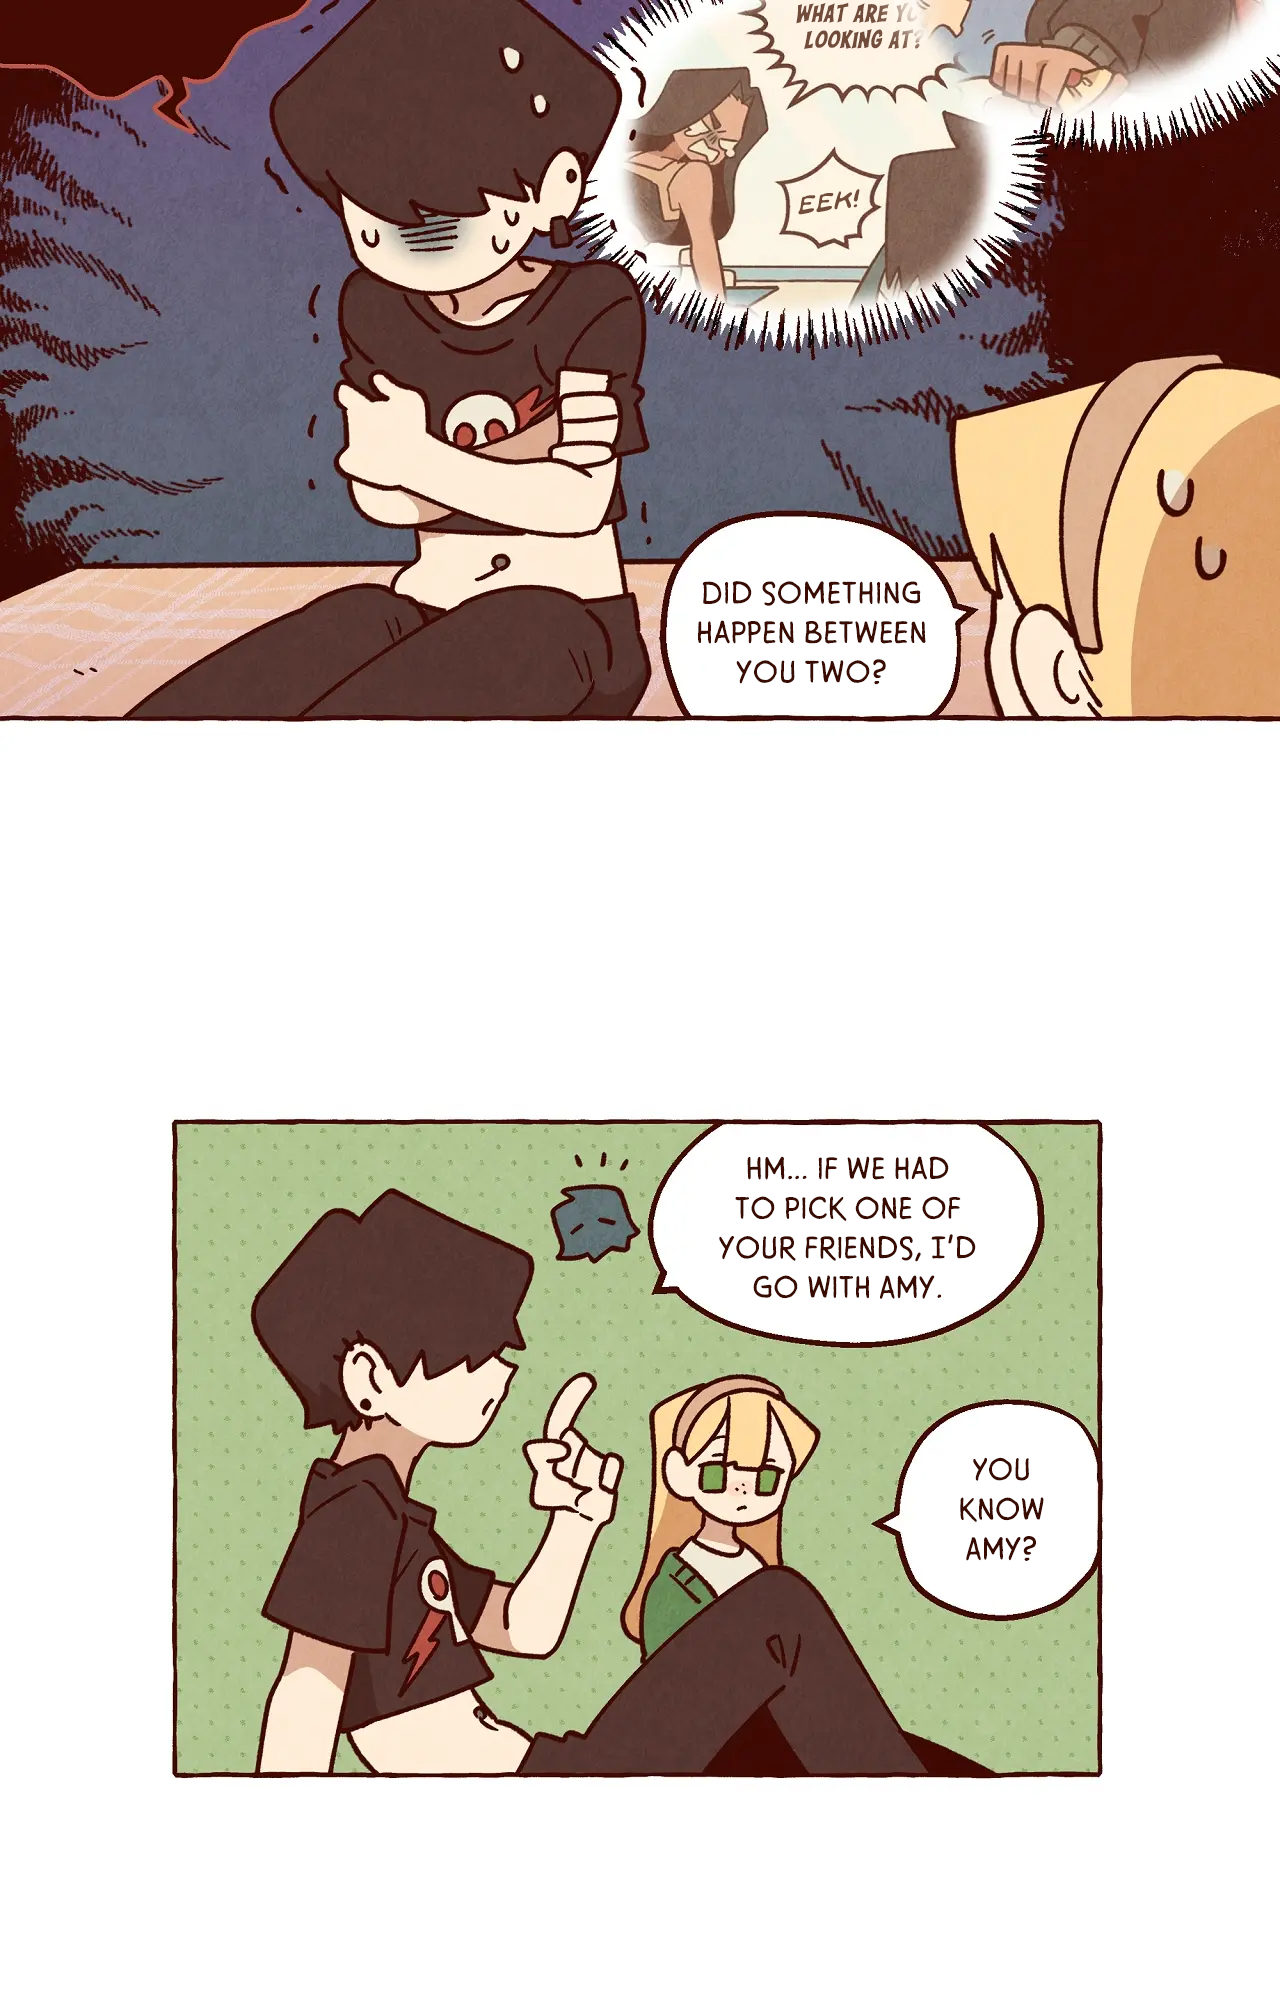 WHAT ARE
LOOKING AT?
EEK!
DID SOMETHING
HAPPEN BETWEEN
YOU TWO?
HM... IF WE HAD
TO PICK ONE OF
YOUR FRIENDS, I'D
GO WITH AMY.
YOU
KNOW
AMY?